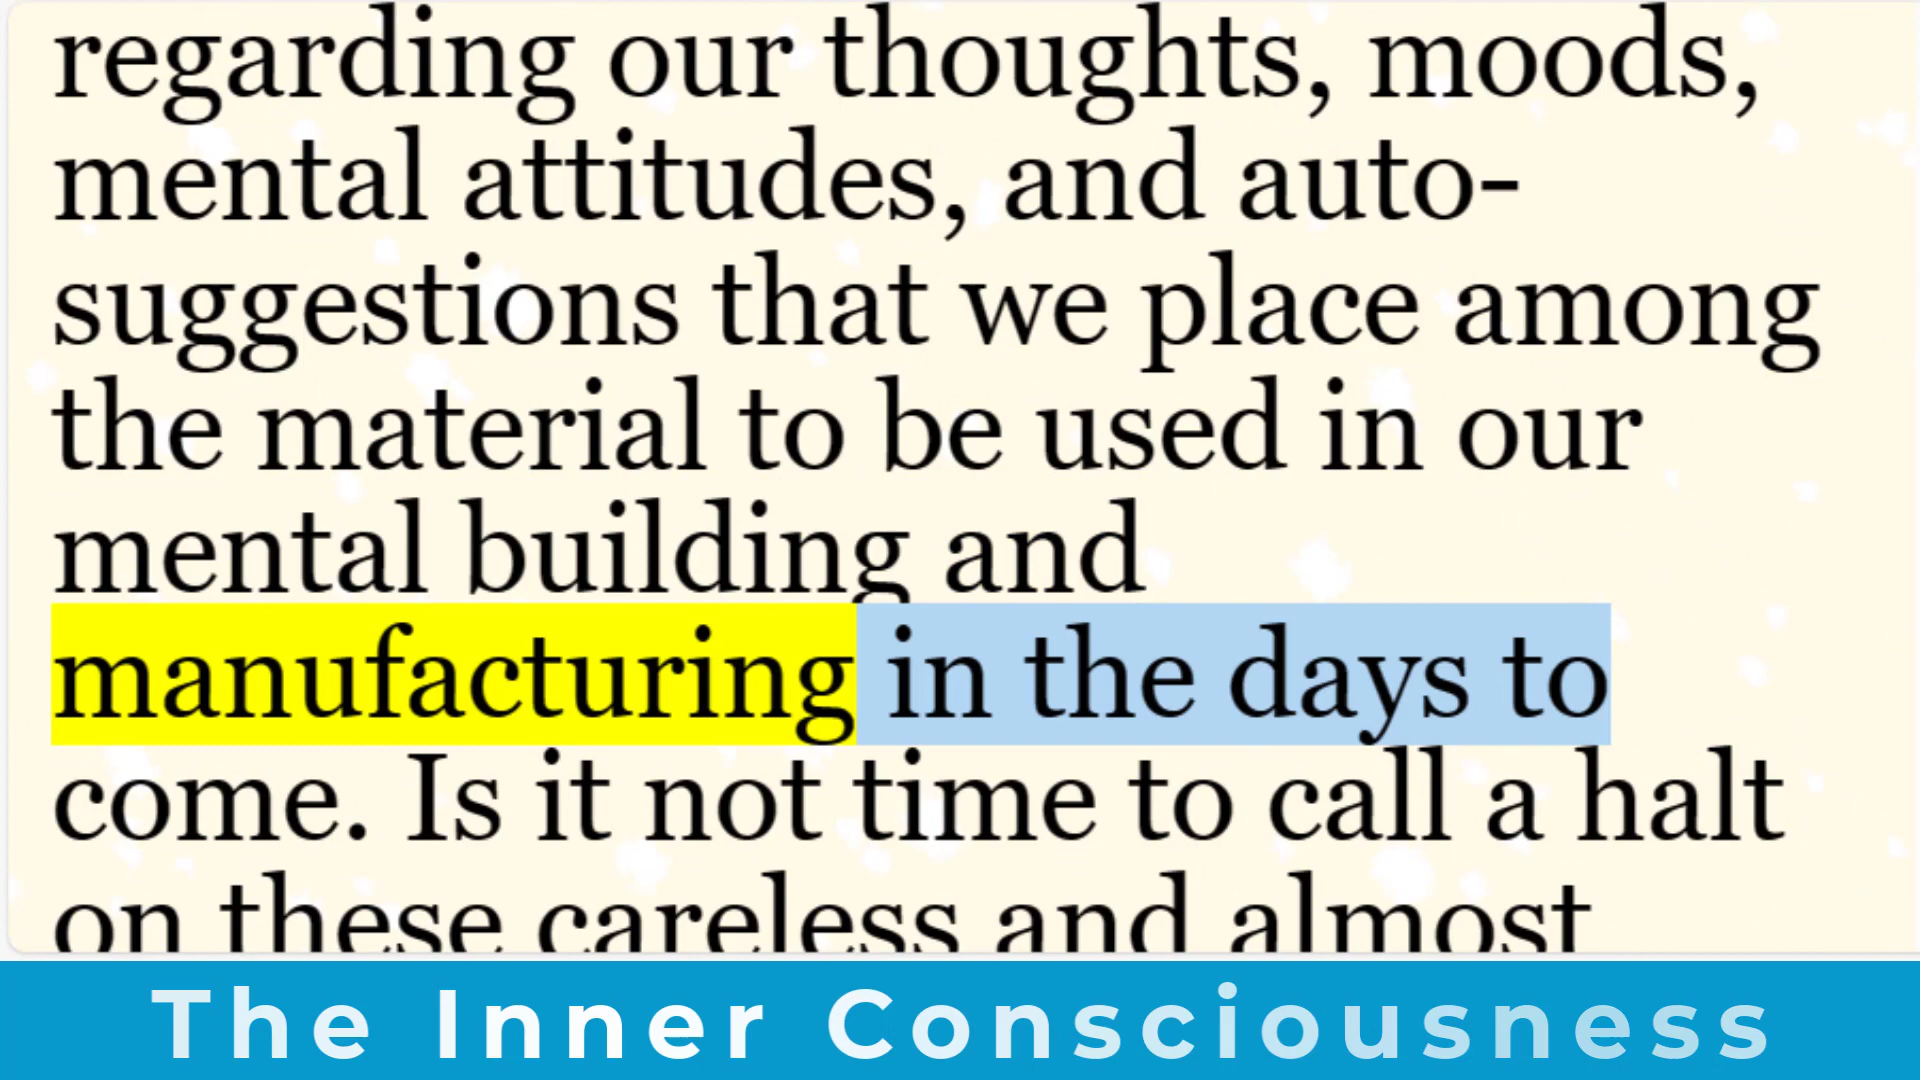 regarding our thoughts, moods,
mental attitudes, and auto-
suggestions that we place among
the material to be used in our
mental building and
manufacturing in the days to
come. Is it not time to call a halt
on these careless and almost
The Inner Consciousness